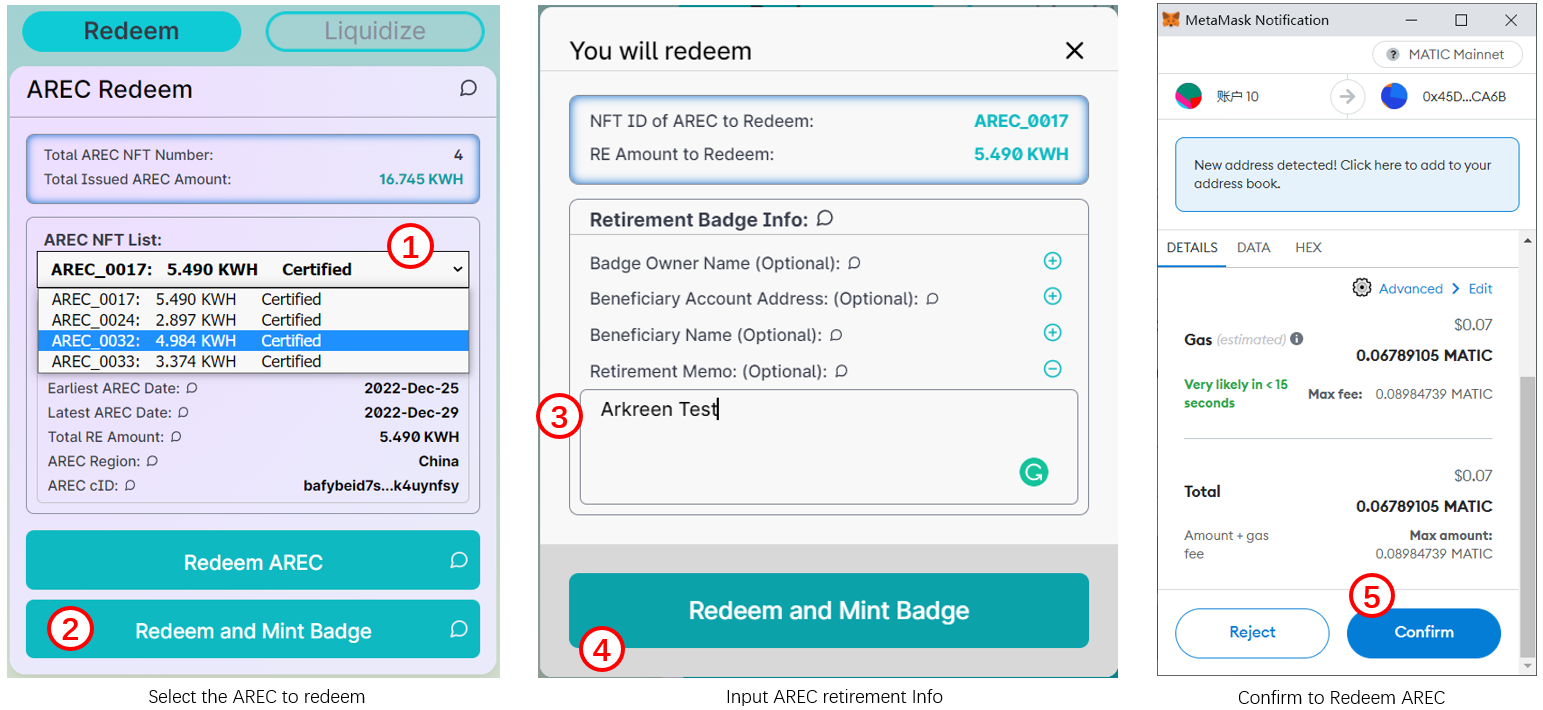 Redeem
Liquidize
AREC Redeem
Total AREC NFT Number: 4
Total Issued AREC Amount: 16.745 KWH
AREC NFT List:
1
AREC_0017: 5.490 KWH Certified
AREC_0017: 5.490 KWH Certified
AREC_0024: 2.897 KWH Certified
AREC_0032: 4.984 KWH Certified
AREC_0033: 3.374 KWH Certified
Earliest AREC Date: 2022-Dec-25
Latest AREC Date: 2022-Dec-29
Total RE Amount: 5.490 KWH
AREC Region: China
AREC cID: bafybeid7s...k4uynfsy
Redeem AREC
2
Redeem and Mint Badge
Select the AREC to redeem
You will redeem
NFT ID of AREC to Redeem: AREC_0017
RE Amount to Redeem: 5.490 KWH
Retirement Badge Info:
Badge Owner Name (Optional):
Beneficiary Account Address: (Optional):
Beneficiary Name (Optional):
Retirement Memo: (Optional):
3
Arkreen Test
Redeem and Mint Badge
4
Input AREC retirement Info
MetaMask Notification
MATIC Mainnet
账户 10
0x45D...CA6B
New address detected! Click here to add to your
address book.
DETAILS DATA HEX
Advanced Edit
$0.07
Gas (estimated)
0.06789105 MATIC
Very likely in < 15
seconds
Max fee: 0.08984739 MATIC
$0.07
Total
0.06789105 MATIC
Amount + gas
fee
Max amount:
0.08984739 MATIC
5
Reject
Confirm
Confirm to Redeem AREC